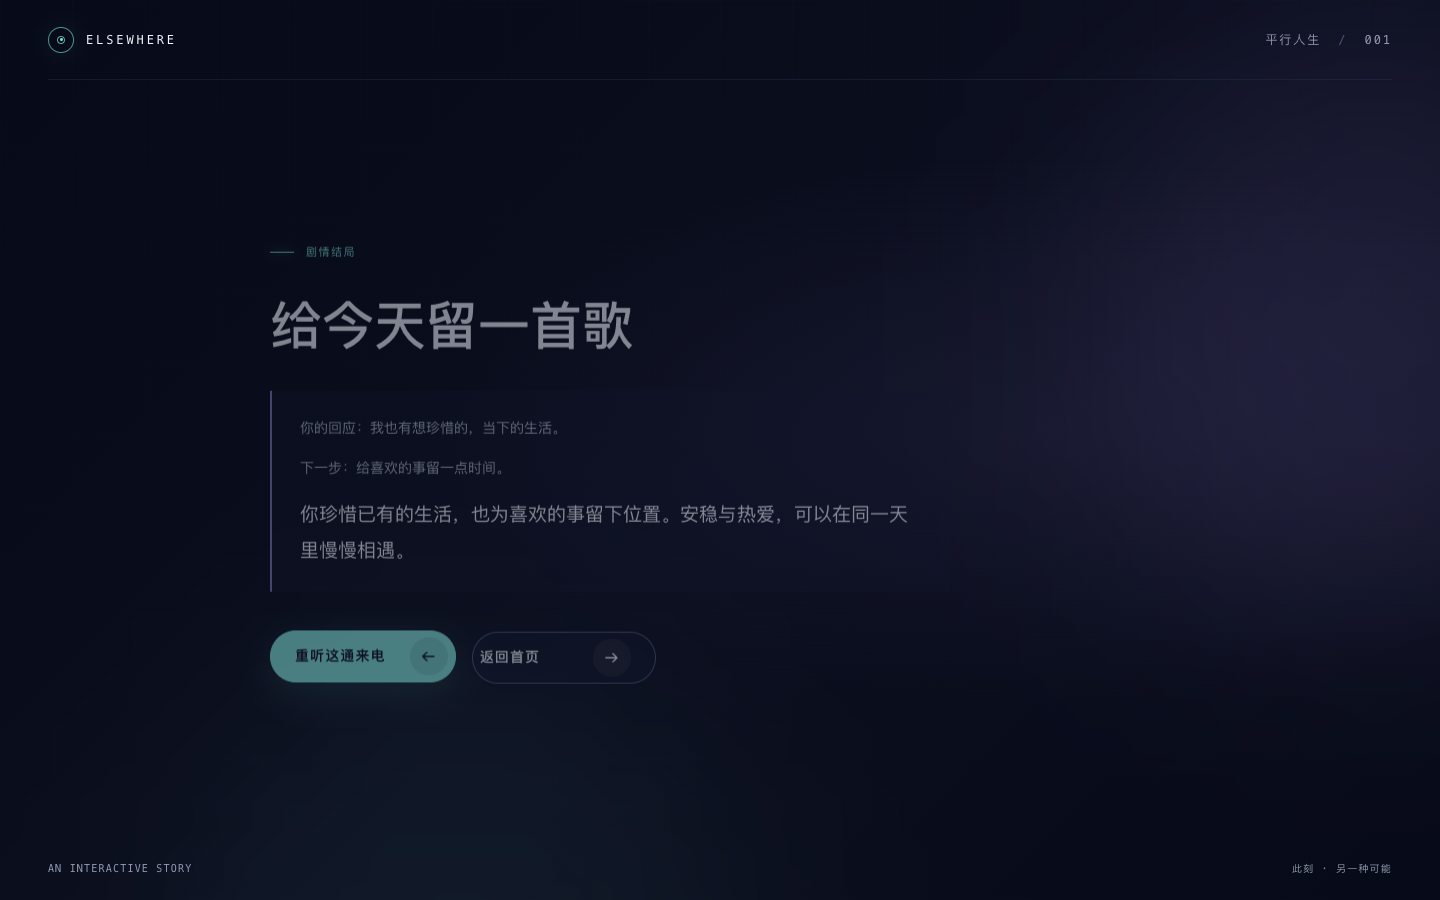 ELSEWHERE
平行人生 / 001
剧情结局
给今天留一首歌
你的回应：我也有想珍惜的，当下的生活。
下一步：给喜欢的事留一点时间。
你珍惜已有的生活，也为喜欢的事留下位置。安稳与热爱，可以在同一天
里慢慢相遇。
重听这通来电 ←
返回首页 →
AN INTERACTIVE STORY
此刻 · 另一种可能